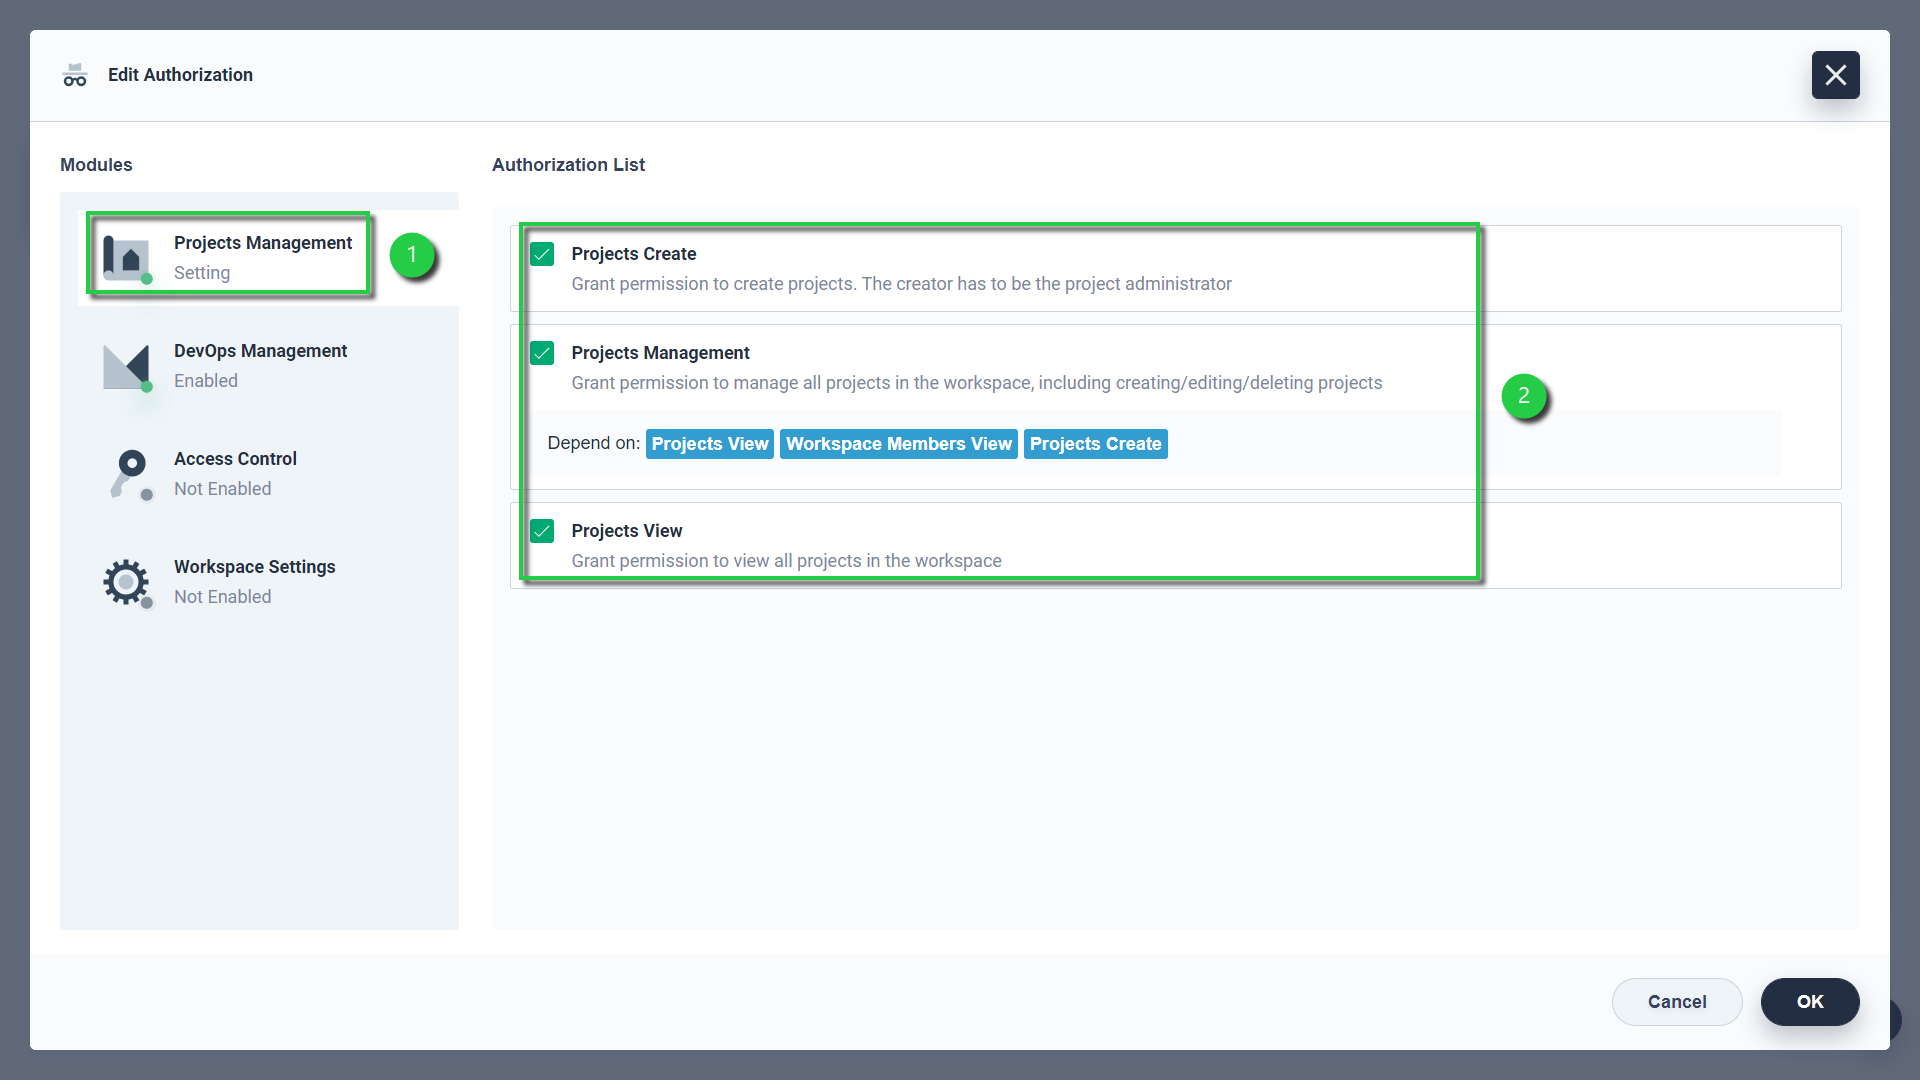 Edit Authorization
Modules
Authorization List
Projects Management
Setting
1
DevOps Management
Enabled
Access Control
Not Enabled
Workspace Settings
Not Enabled
Projects Create
Grant permission to create projects. The creator has to be the project administrator
Projects Management
Grant permission to manage all projects in the workspace, including creating/editing/deleting projects
2
Depend on: Projects View Workspace Members View Projects Create
Projects View
Grant permission to view all projects in the workspace
Cancel
OK